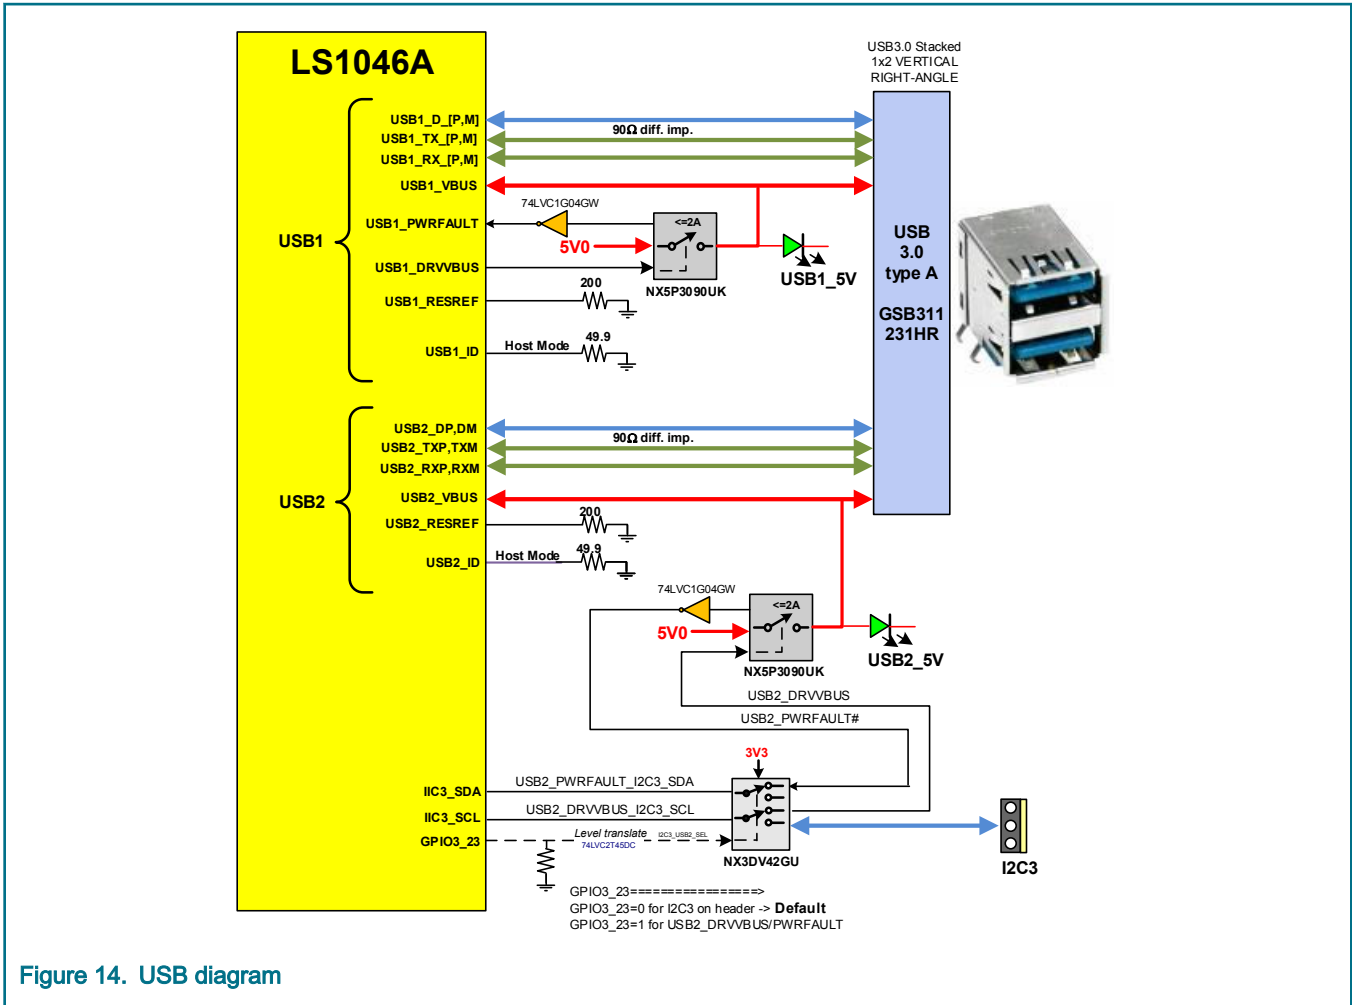 LS1046A
USB3.0 Stacked
1x2 VERTICAL
RIGHT-ANGLE
USB1
USB1_D_[P,M]
USB1_TX_[P,M]
USB1_RX_[P,M]
USB1_VBUS
USB1_PWRFAULT
USB1_DRVVBUS
USB1_RESREF
USB1_ID
90Ω diff. imp.
74LVC1G04GW
<=2A
5V0
NX5P3090UK
USB1_5V
200
Host Mode
49.9
USB
3.0
type A
GSB311
231HR
USB2
USB2_DP,DM
USB2_TXP,TXM
USB2_RXP,RXM
USB2_VBUS
USB2_RESREF
USB2_ID
90Ω diff. imp.
200
Host Mode
49.9
74LVC1G04GW
<=2A
5V0
NX5P3090UK
USB2_5V
USB2_DRVVBUS
USB2_PWRFAULT#
3V3
IIC3_SDA
USB2_PWRFAULT_I2C3_SDA
IIC3_SCL
USB2_DRVVBUS_I2C3_SCL
GPIO3_23
Level translate
74LVC2T45DC
I2C3_USB2_SEL
NX3DV42GU
I2C3
GPIO3_23=================>
GPIO3_23=0 for I2C3 on header -> Default
GPIO3_23=1 for USB2_DRVVBUS/PWRFAULT
Figure 14. USB diagram